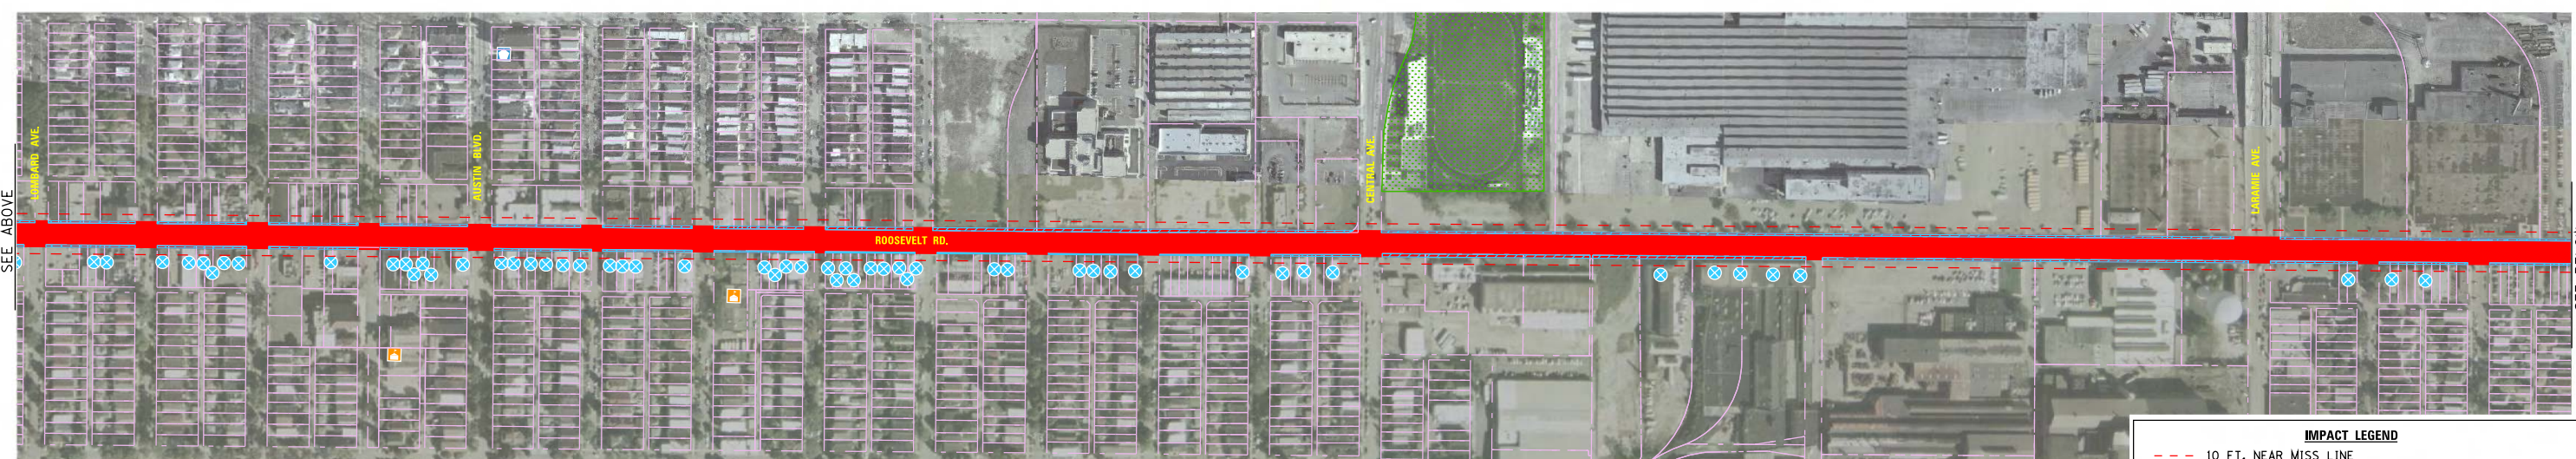 SEE ABOVE
LOMBARD AVE.
AUSTIN BLVD.
CENTRAL AVE.
LARAMIE AVE.
ROOSEVELT RD.
IMPACT LEGEND
10 FT. NEAR MISS LINE